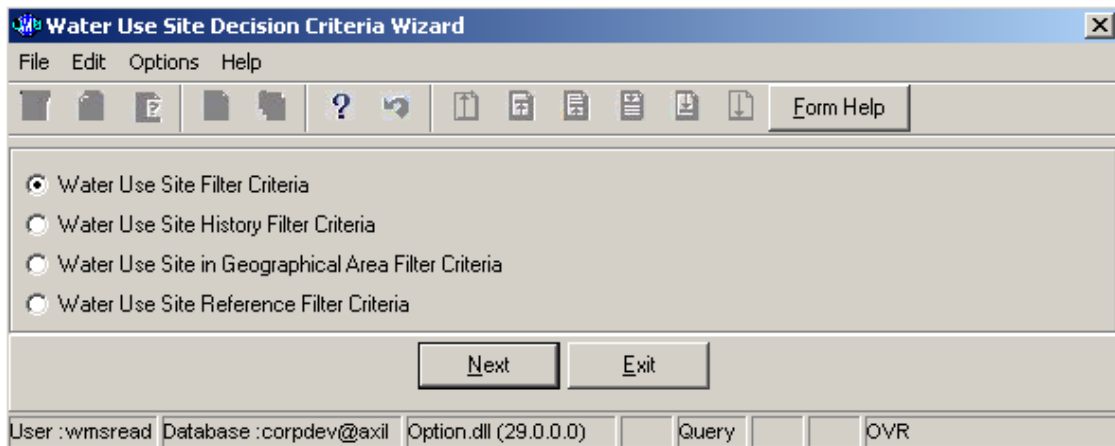 Water Use Site Decision Criteria Wizard
File Edit Options Help
? Form Help
Water Use Site Filter Criteria
Water Use Site History Filter Criteria
Water Use Site in Geographical Area Filter Criteria
Water Use Site Reference Filter Criteria
Next Exit
User :wmsread Database :corpdev@axil Option.dll (29.0.0.0) Query OVR